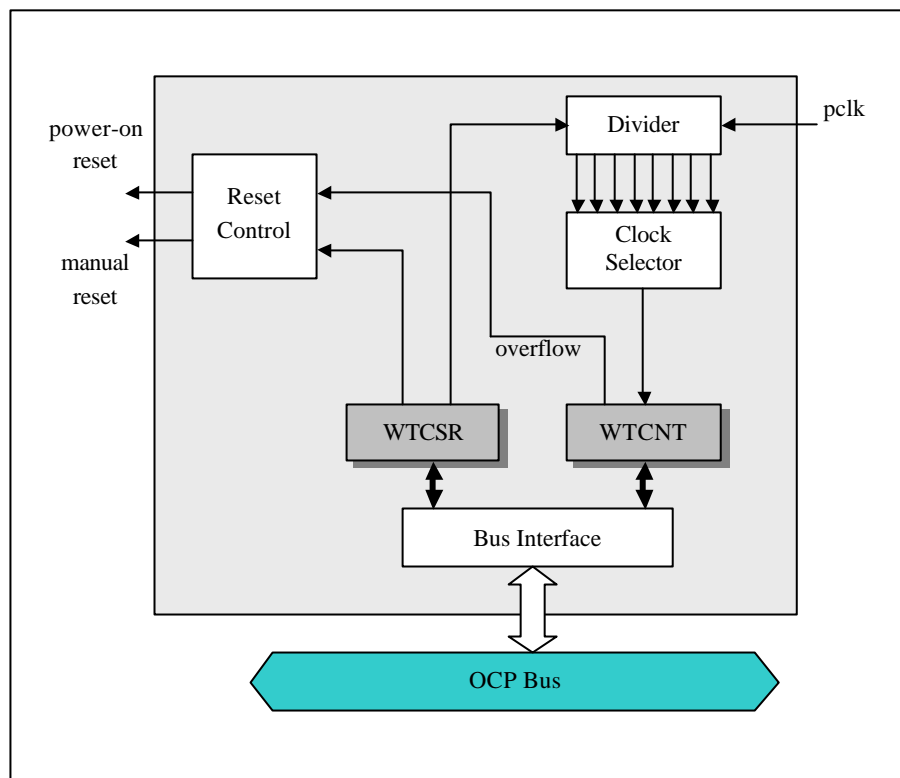 power-on
reset
manual
reset
Reset
Control
Divider
pclk
Clock
Selector
overflow
WTCSR
WTCNT
Bus Interface
OCP Bus